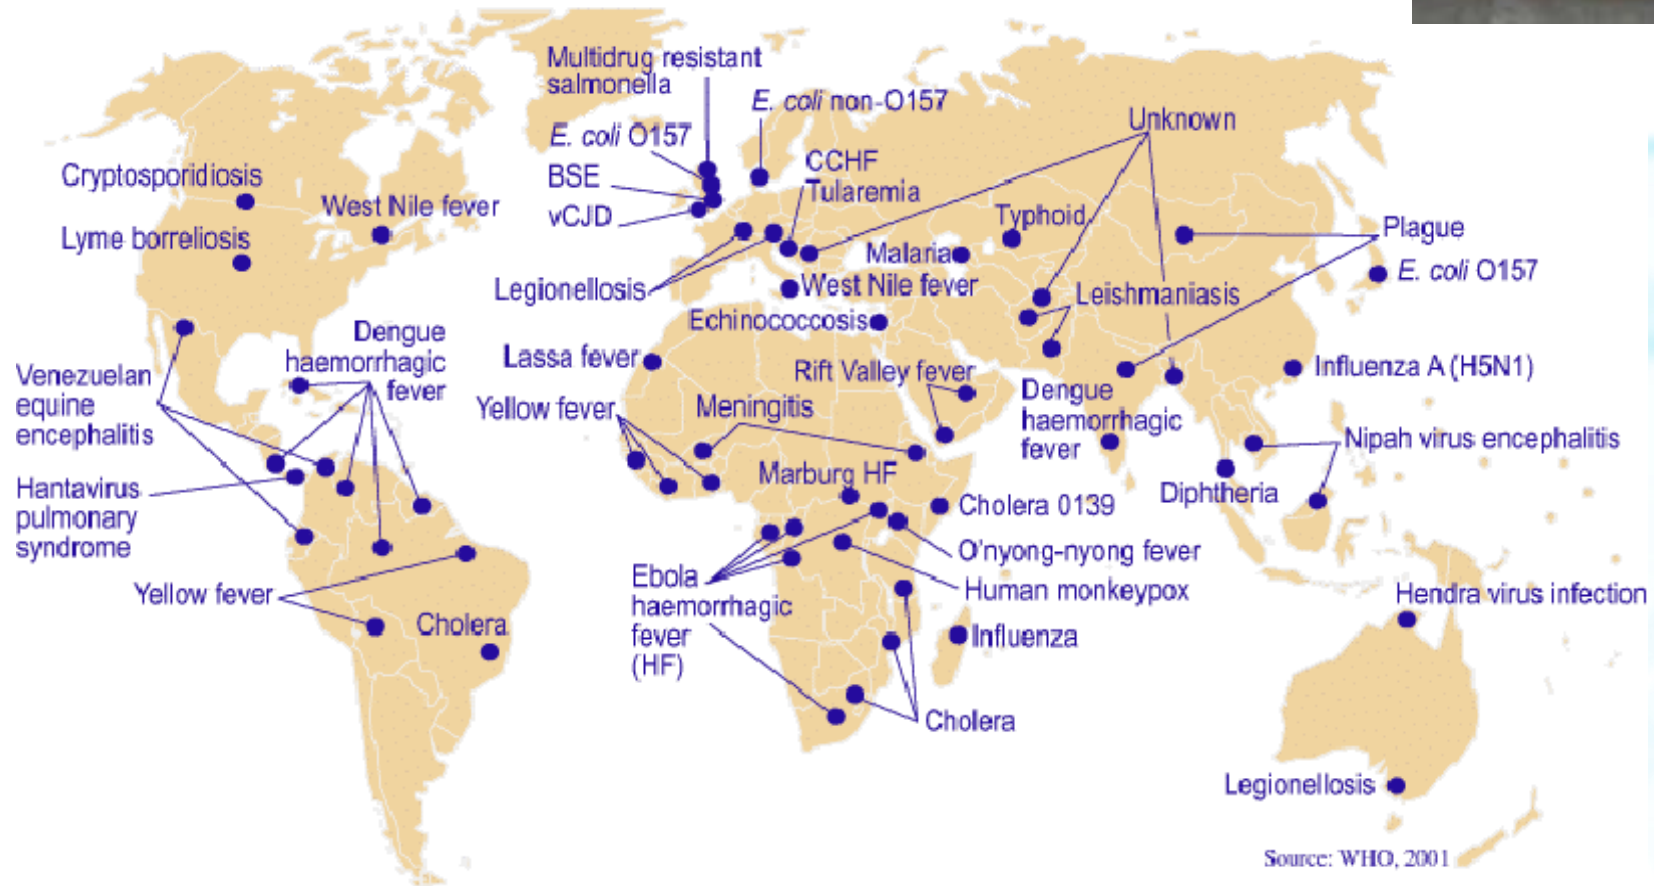 Multidrug resistant
salmonella
E. coli non-O157
E. coli O157
Unknown
CCHF
Tularemia
BSE
vCJD
Cryptosporidiosis
West Nile fever
Lyme borreliosis
Typhoid
Plague
Malaria
E. coli O157
Legionellosis
West Nile fever
Leishmaniasis
Echinococcosis
Dengue
haemorrhagic
fever
Lassa fever
Rift Valley fever
Influenza A (H5N1)
Venezuelan
equine
encephalitis
Yellow fever
Meningitis
Dengue
haemorrhagic
fever
Nipah virus encephalitis
Marburg HF
Diphtheria
Hantavirus
pulmonary
syndrome
Cholera 0139
O'nyong-nyong fever
Ebola
haemorrhagic
fever
(HF)
Human monkeypox
Hendra virus infection
Yellow fever
Cholera
Influenza
Cholera
Legionellosis
Source: WHO, 2001